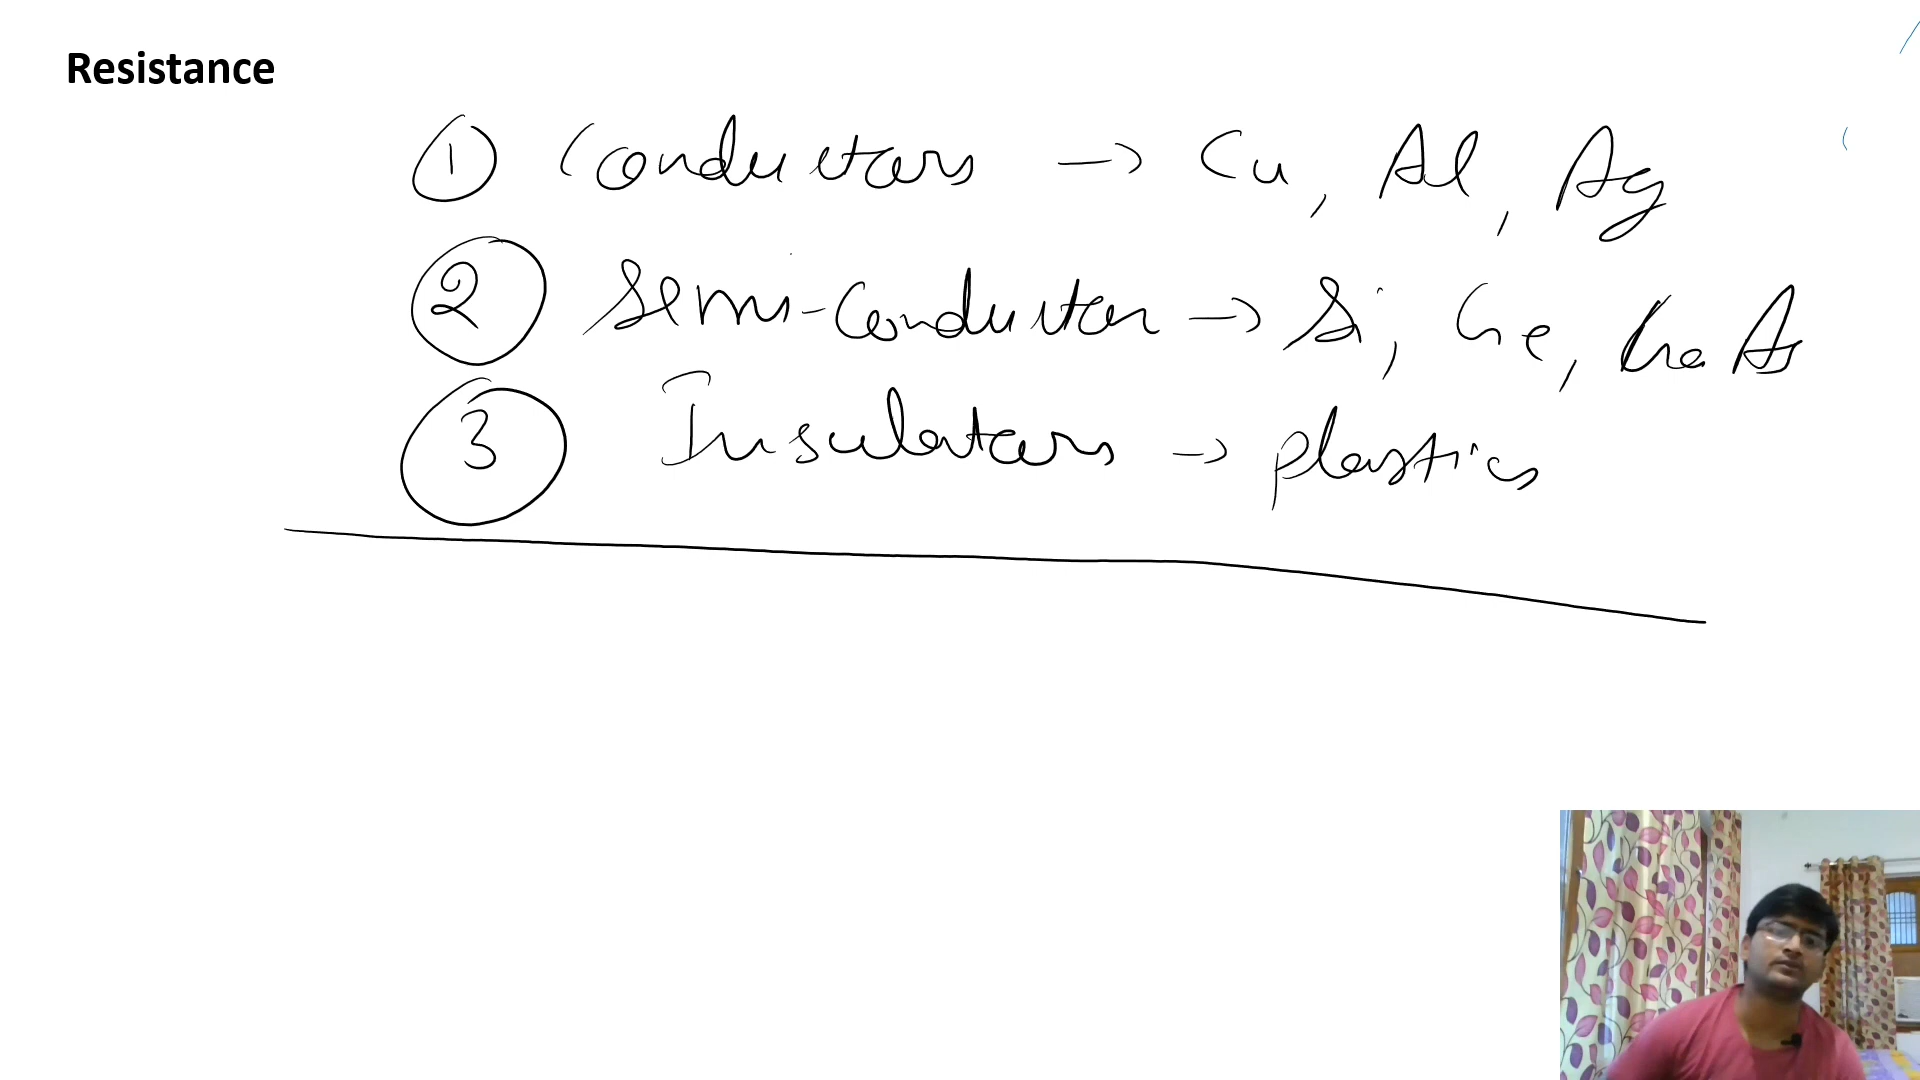 Resistance
① Conductors → Cu, Al, Ag
② Semi-Conductor → Si, Ge, GaAs
③ Insulators → plastics